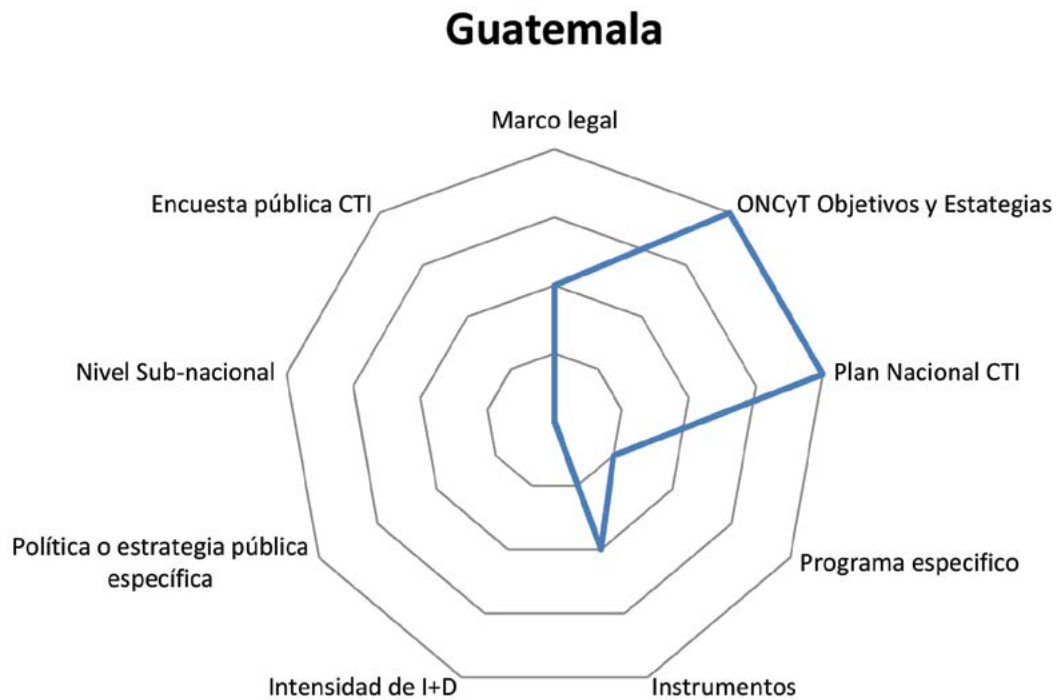 Guatemala
Marco legal
ONCyT Objetivos y Estategias
Plan Nacional CTI
Programa especifico
Instrumentos
Intensidad de I+D
Política o estrategia pública
específica
Nivel Sub-nacional
Encuesta pública CTI